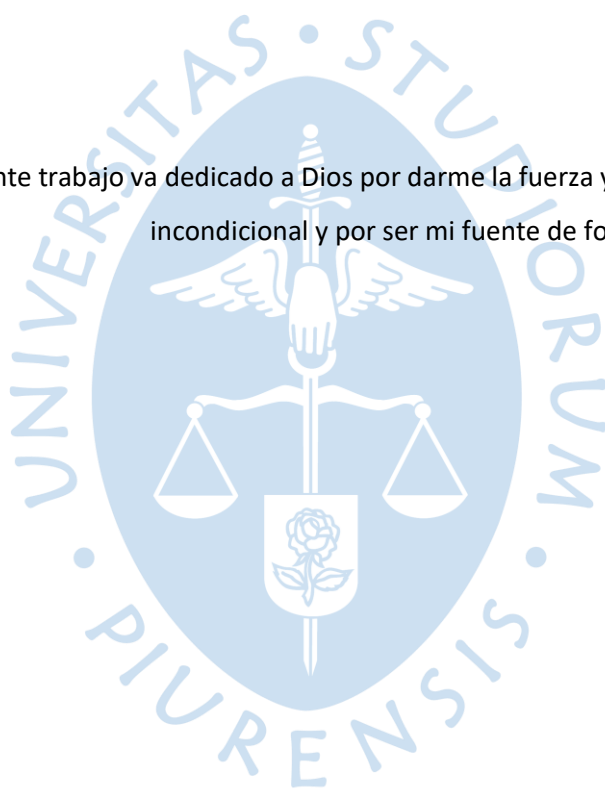 nte trabajo va dedicado a Dios por darme la fuerza y
incondicional y por ser mi fuente de fo
UNIVERSITAS • STUDIORUM • PIURENSIS •